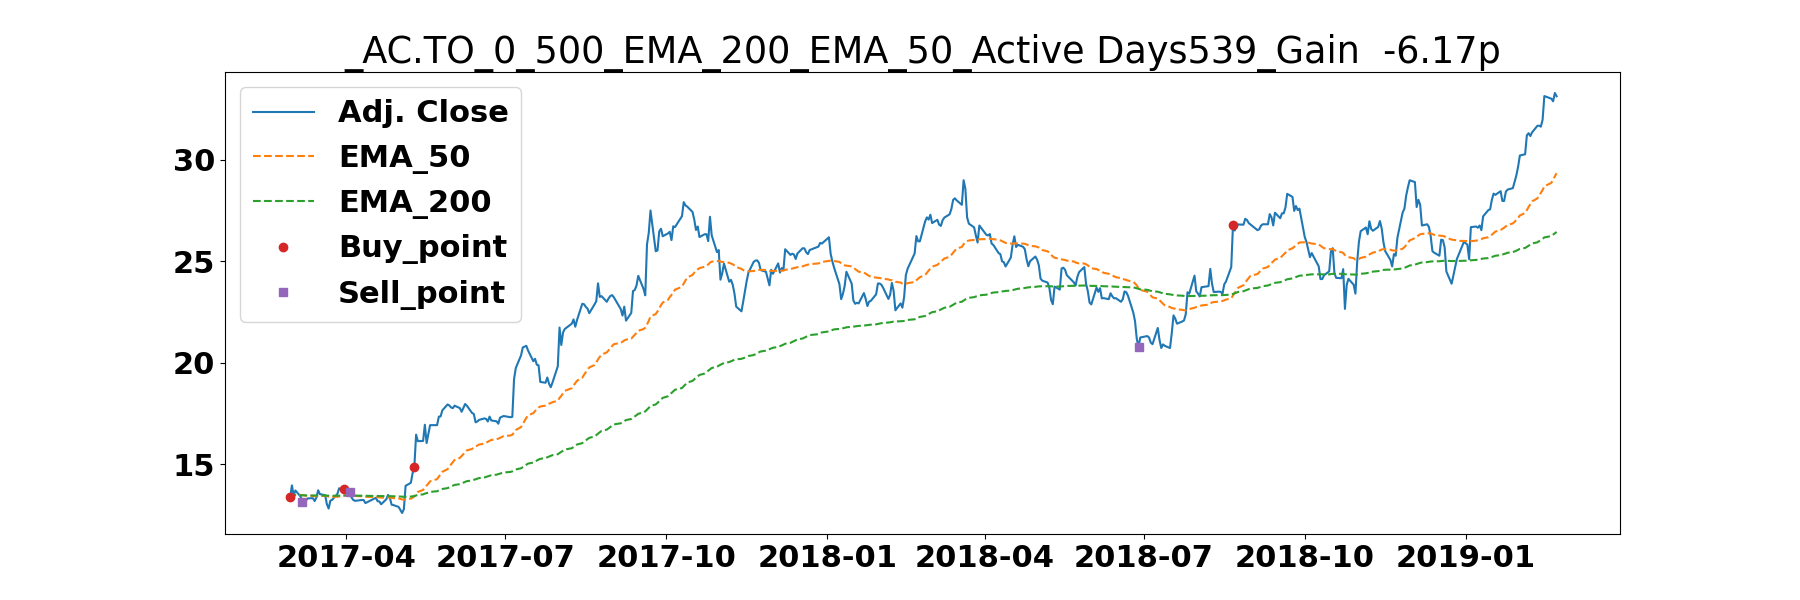 _AC.TO_0_500_EMA_200_EMA_50_Active Days539_Gain  -6.17p
Adj. Close
EMA_50
EMA_200
Buy_point
Sell_point
30
25
20
15
2017-04 2017-07 2017-10 2018-01 2018-04 2018-07 2018-10 2019-01